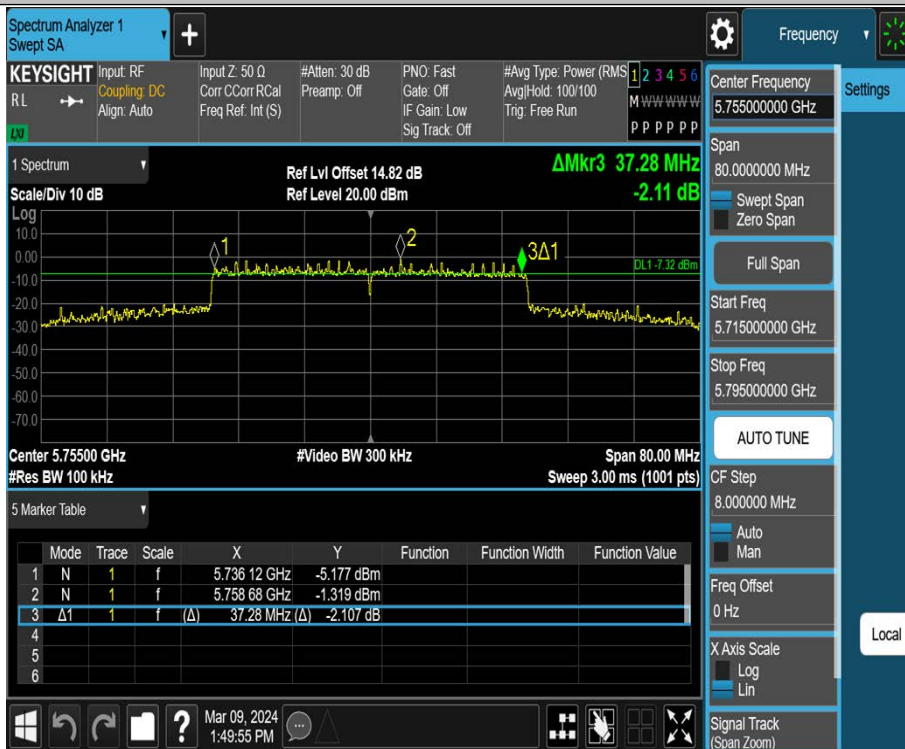 Spectrum Analyzer 1
Swept SA
+
Frequency
KEYSIGHT
RL
LXI
Input: RF
Coupling: DC
Align: Auto
Input Z: 50 Ω
Corr CCorr RCal
Freq Ref: Int (S)
#Atten: 30 dB
Preamp: Off
PNO: Fast
Gate: Off
IF Gain: Low
Sig Track: Off
#Avg Type: Power (RMS
Avg|Hold: 100/100
Trig: Free Run
1 2 3 4 5 6
M W W W W W
P P P P P P
1 Spectrum
Scale/Div 10 dB
Ref Lvl Offset 14.82 dB
Ref Level 20.00 dBm
ΔMkr3 37.28 MHz
-2.11 dB
Log
10.0
0.00
-10.0
-20.0
-30.0
-40.0
-50.0
-60.0
-70.0
1
2
3Δ1
DL1 -7.32 dBm
Center 5.75500 GHz
#Video BW 300 kHz
Span 80.00 MHz
#Res BW 100 kHz
Sweep 3.00 ms (1001 pts)
5 Marker Table
Mode Trace Scale X Y Function Function Width Function Value
1 N 1 f 5.736 12 GHz -5.177 dBm
2 N 1 f 5.758 68 GHz -1.319 dBm
3 Δ1 1 f (Δ) 37.28 MHz (Δ) -2.107 dB
4
5
6
?
Mar 09, 2024
1:49:55 PM
Center Frequency
5.755000000 GHz
Span
80.0000000 MHz
Swept Span
Zero Span
Full Span
Start Freq
5.715000000 GHz
Stop Freq
5.795000000 GHz
AUTO TUNE
CF Step
8.000000 MHz
Auto
Man
Freq Offset
0 Hz
X Axis Scale
Log
Lin
Signal Track
(Span Zoom)
Settings
Local